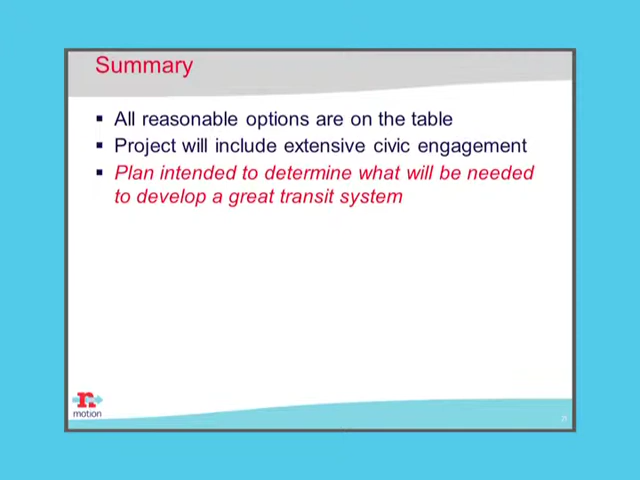 Summary
▪ All reasonable options are on the table
▪ Project will include extensive civic engagement
▪ Plan intended to determine what will be needed
to develop a great transit system
n
motion